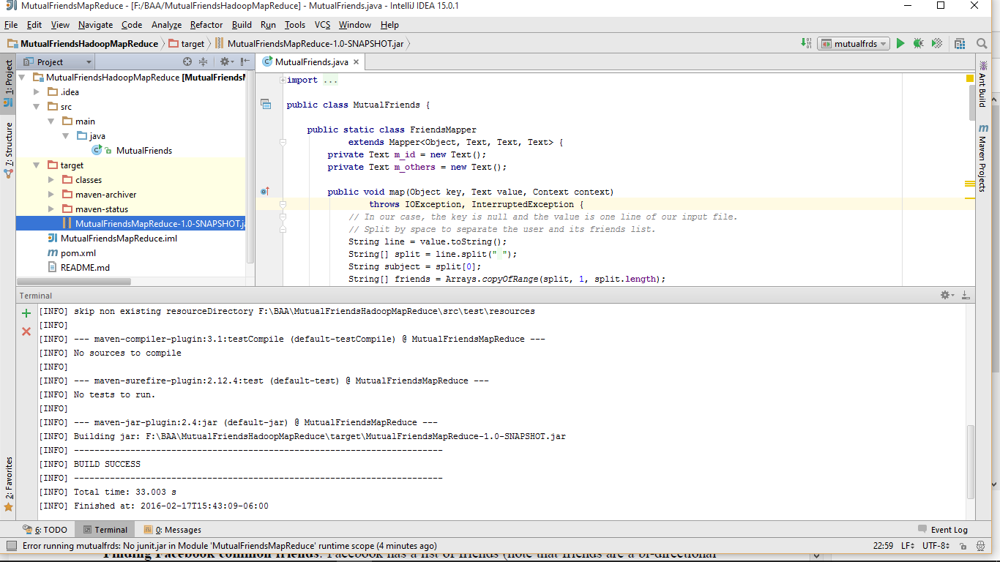 MutualFriendsMapReduce - [F:/BAA/MutualFriendsHadoopMapReduce] - MutualFriends.java - IntelliJ IDEA 15.0.1
File Edit View Navigate Code Analyze Refactor Build Run Tools VCS Window Help
MutualFriendsHadoopMapReduce target MutualFriendsMapReduce-1.0-SNAPSHOT.jar mutualfrds
Project
MutualFriends.java
1: Project
7: Structure
2: Favorites
MutualFriendsHadoopMapReduce [MutualFriendsM
.idea
src
main
java
MutualFriends
target
classes
maven-archiver
maven-status
MutualFriendsMapReduce-1.0-SNAPSHOT.ja
MutualFriendsMapReduce.iml
pom.xml
README.md
import ...
public class MutualFriends {
public static class FriendsMapper
extends Mapper<Object, Text, Text, Text> {
private Text m_id = new Text();
private Text m_others = new Text();
public void map(Object key, Text value, Context context)
throws IOException, InterruptedException {
// In our case, the key is null and the value is one line of our input file.
// Split by space to separate the user and its friends list.
String line = value.toString();
String[] split = line.split(" ");
String subject = split[0];
String[] friends = Arrays.copyOfRange(split, 1, split.length);
Ant Build
Maven Projects
Terminal
[INFO] skip non existing resourceDirectory F:\BAA\MutualFriendsHadoopMapReduce\src\test\resources
[INFO]
[INFO] --- maven-compiler-plugin:3.1:testCompile (default-testCompile) @ MutualFriendsMapReduce ---
[INFO] No sources to compile
[INFO]
[INFO] --- maven-surefire-plugin:2.12.4:test (default-test) @ MutualFriendsMapReduce ---
[INFO] No tests to run.
[INFO]
[INFO] --- maven-jar-plugin:2.4:jar (default-jar) @ MutualFriendsMapReduce ---
[INFO] Building jar: F:\BAA\MutualFriendsHadoopMapReduce\target\MutualFriendsMapReduce-1.0-SNAPSHOT.jar
[INFO] ------------------------------------------------------------------------
[INFO] BUILD SUCCESS
[INFO] ------------------------------------------------------------------------
[INFO] Total time: 33.003 s
[INFO] Finished at: 2016-02-17T15:43:09-06:00
6: TODO Terminal 0: Messages Event Log
Error running mutualfrds: No junit.jar in Module 'MutualFriendsMapReduce' runtime scope (4 minutes ago) 22:59 LF÷ UTF-8÷
Finding Facebook common friends: Facebook has a list of friends (note that friends are a bi-directional